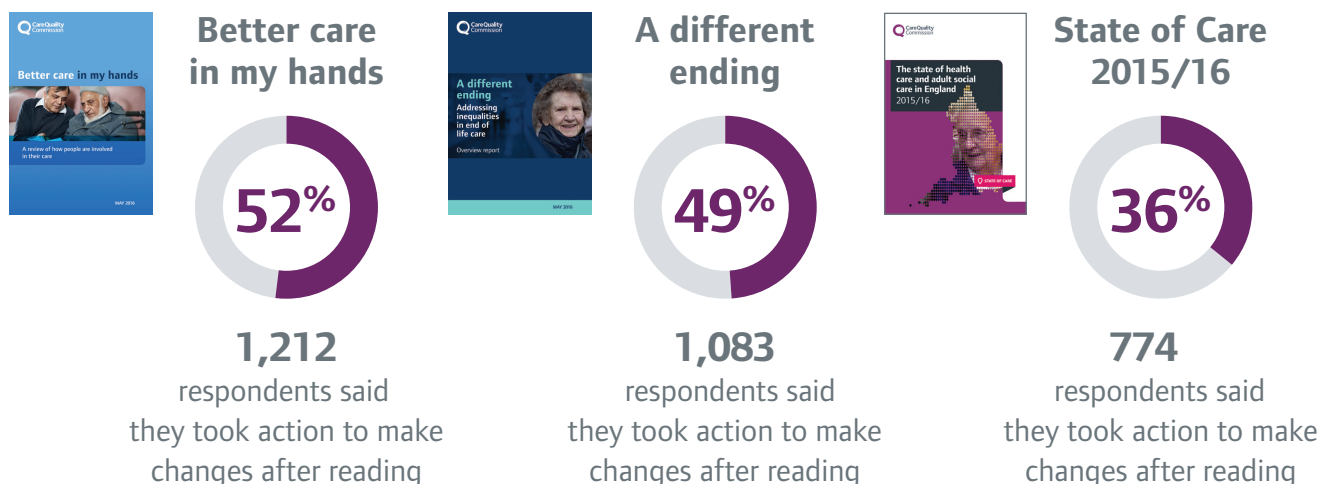 CareQuality
Commission
Better care in my hands
A review of how people are involved
in their care
MAY 2016
Better care
in my hands
52%
1,212
respondents said
they took action to make
changes after reading
CareQuality
Commission
A different
ending
Addressing
inequalities
in end of
life care
Overview report
MAY 2016
A different
ending
49%
1,083
respondents said
they took action to make
changes after reading
CareQuality
Commission
The state of health
care and adult social
care in England
2015/16
STATE OF CARE
State of Care
2015/16
36%
774
respondents said
they took action to make
changes after reading